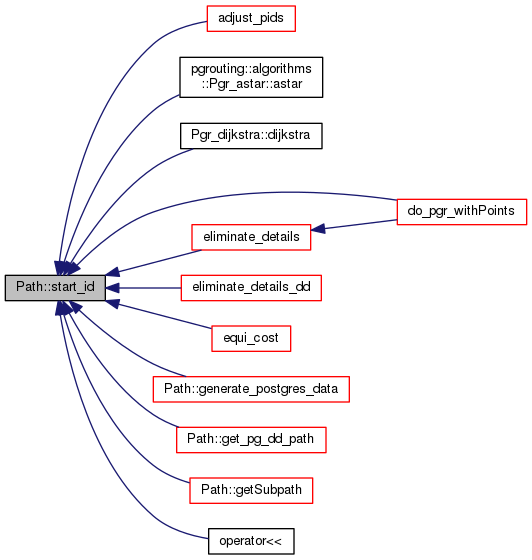 adjust_pids
pgrouting::algorithms
::Pgr_astar::astar
Pgr_dijkstra::dijkstra
do_pgr_withPoints
eliminate_details
Path::start_id
eliminate_details_dd
equi_cost
Path::generate_postgres_data
Path::get_pg_dd_path
Path::getSubpath
operator<<